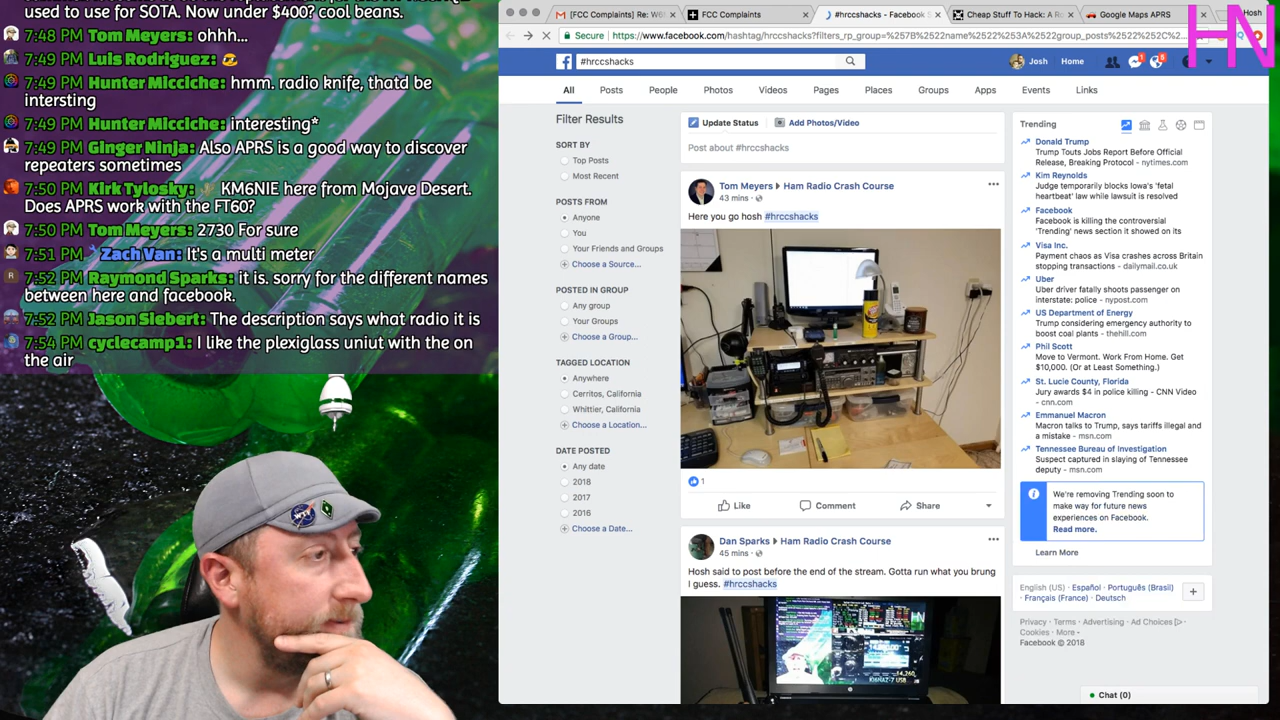 used to use for SOTA. Now under $400? cool beans.
7:48 PM Tom Meyers: ohhh...
7:49 PM Luis Rodriguez:
7:49 PM Hunter Micciche: hmm. radio knife, thatd be
intersting
7:49 PM Hunter Micciche: interesting*
7:49 PM Ginger Ninja: Also APRS is a good way to discover
repeaters sometimes
7:50 PM Kirk Tylosky: KM6NIE here from Mojave Desert.
Does APRS work with the FT60?
7:50 PM Tom Meyers: 2730 For sure
7:51 PM Zach Van: It's a multi meter
7:52 PM Raymond Sparks: it is. sorry for the different names
between here and facebook.
7:52 PM Jason Siebert: The description says what radio it is
7:54 PM cyclecamp1: I like the plexiglass uniut with the on
the air
[FCC Complaints] Re: W6M
FCC Complaints
#hrccshacks - Facebook S
Cheap Stuff To Hack: A R
Google Maps APRS
Hosh
HN
Secure https://www.facebook.com/hashtag/hrccshacks?filters_rp_group=%257B%2522name%2522%253A%2522group_posts%2522%252C%2...
#hrccshacks
Josh Home
1
8
All Posts People Photos Videos Pages Places Groups Apps Events Links
Filter Results
SORT BY
Top Posts
Most Recent
POSTS FROM
Anyone
You
Your Friends and Groups
Choose a Source...
POSTED IN GROUP
Any group
Your Groups
Choose a Group...
TAGGED LOCATION
Anywhere
Cerritos, California
Whittier, California
Choose a Location...
DATE POSTED
Any date
2018
2017
2016
Choose a Date...
Update Status Add Photos/Video
Post about #hrccshacks
Tom Meyers Ham Radio Crash Course
43 mins ·
Here you go hosh #hrccshacks
1
Like Comment Share
Dan Sparks Ham Radio Crash Course
45 mins ·
Hosh said to post before the end of the stream. Gotta run what you brung
I guess. #hrccshacks
14.260
KM6NAZ-7 USB
Trending
Donald Trump
Trump Touts Jobs Report Before Official
Release, Breaking Protocol - nytimes.com
Kim Reynolds
Judge temporarily blocks Iowa's 'fetal
heartbeat' law while lawsuit is resolved
Facebook
Facebook is killing the controversial
'Trending' news section it showed on its
Visa Inc.
Payment chaos as Visa crashes across Britain
stopping transactions - dailymail.co.uk
Uber
Uber driver fatally shoots passenger on
interstate: police - nypost.com
US Department of Energy
Trump considering emergency authority to
boost coal plants - thehill.com
Phil Scott
Move to Vermont. Work From Home. Get
$10,000. (Or at Least Something.)
St. Lucie County, Florida
Jury awards $4 in police killing - CNN Video
- cnn.com
Emmanuel Macron
Macron talks to Trump, says tariffs illegal and
a mistake - msn.com
Tennessee Bureau of Investigation
Suspect captured in slaying of Tennessee
deputy - msn.com
We're removing Trending soon to
make way for future news
experiences on Facebook.
Read more.
Learn More
English (US) · Español · Português (Brasil)
· Français (France) · Deutsch
Privacy · Terms · Advertising · Ad Choices
Cookies · More
Facebook © 2018
Chat (0)